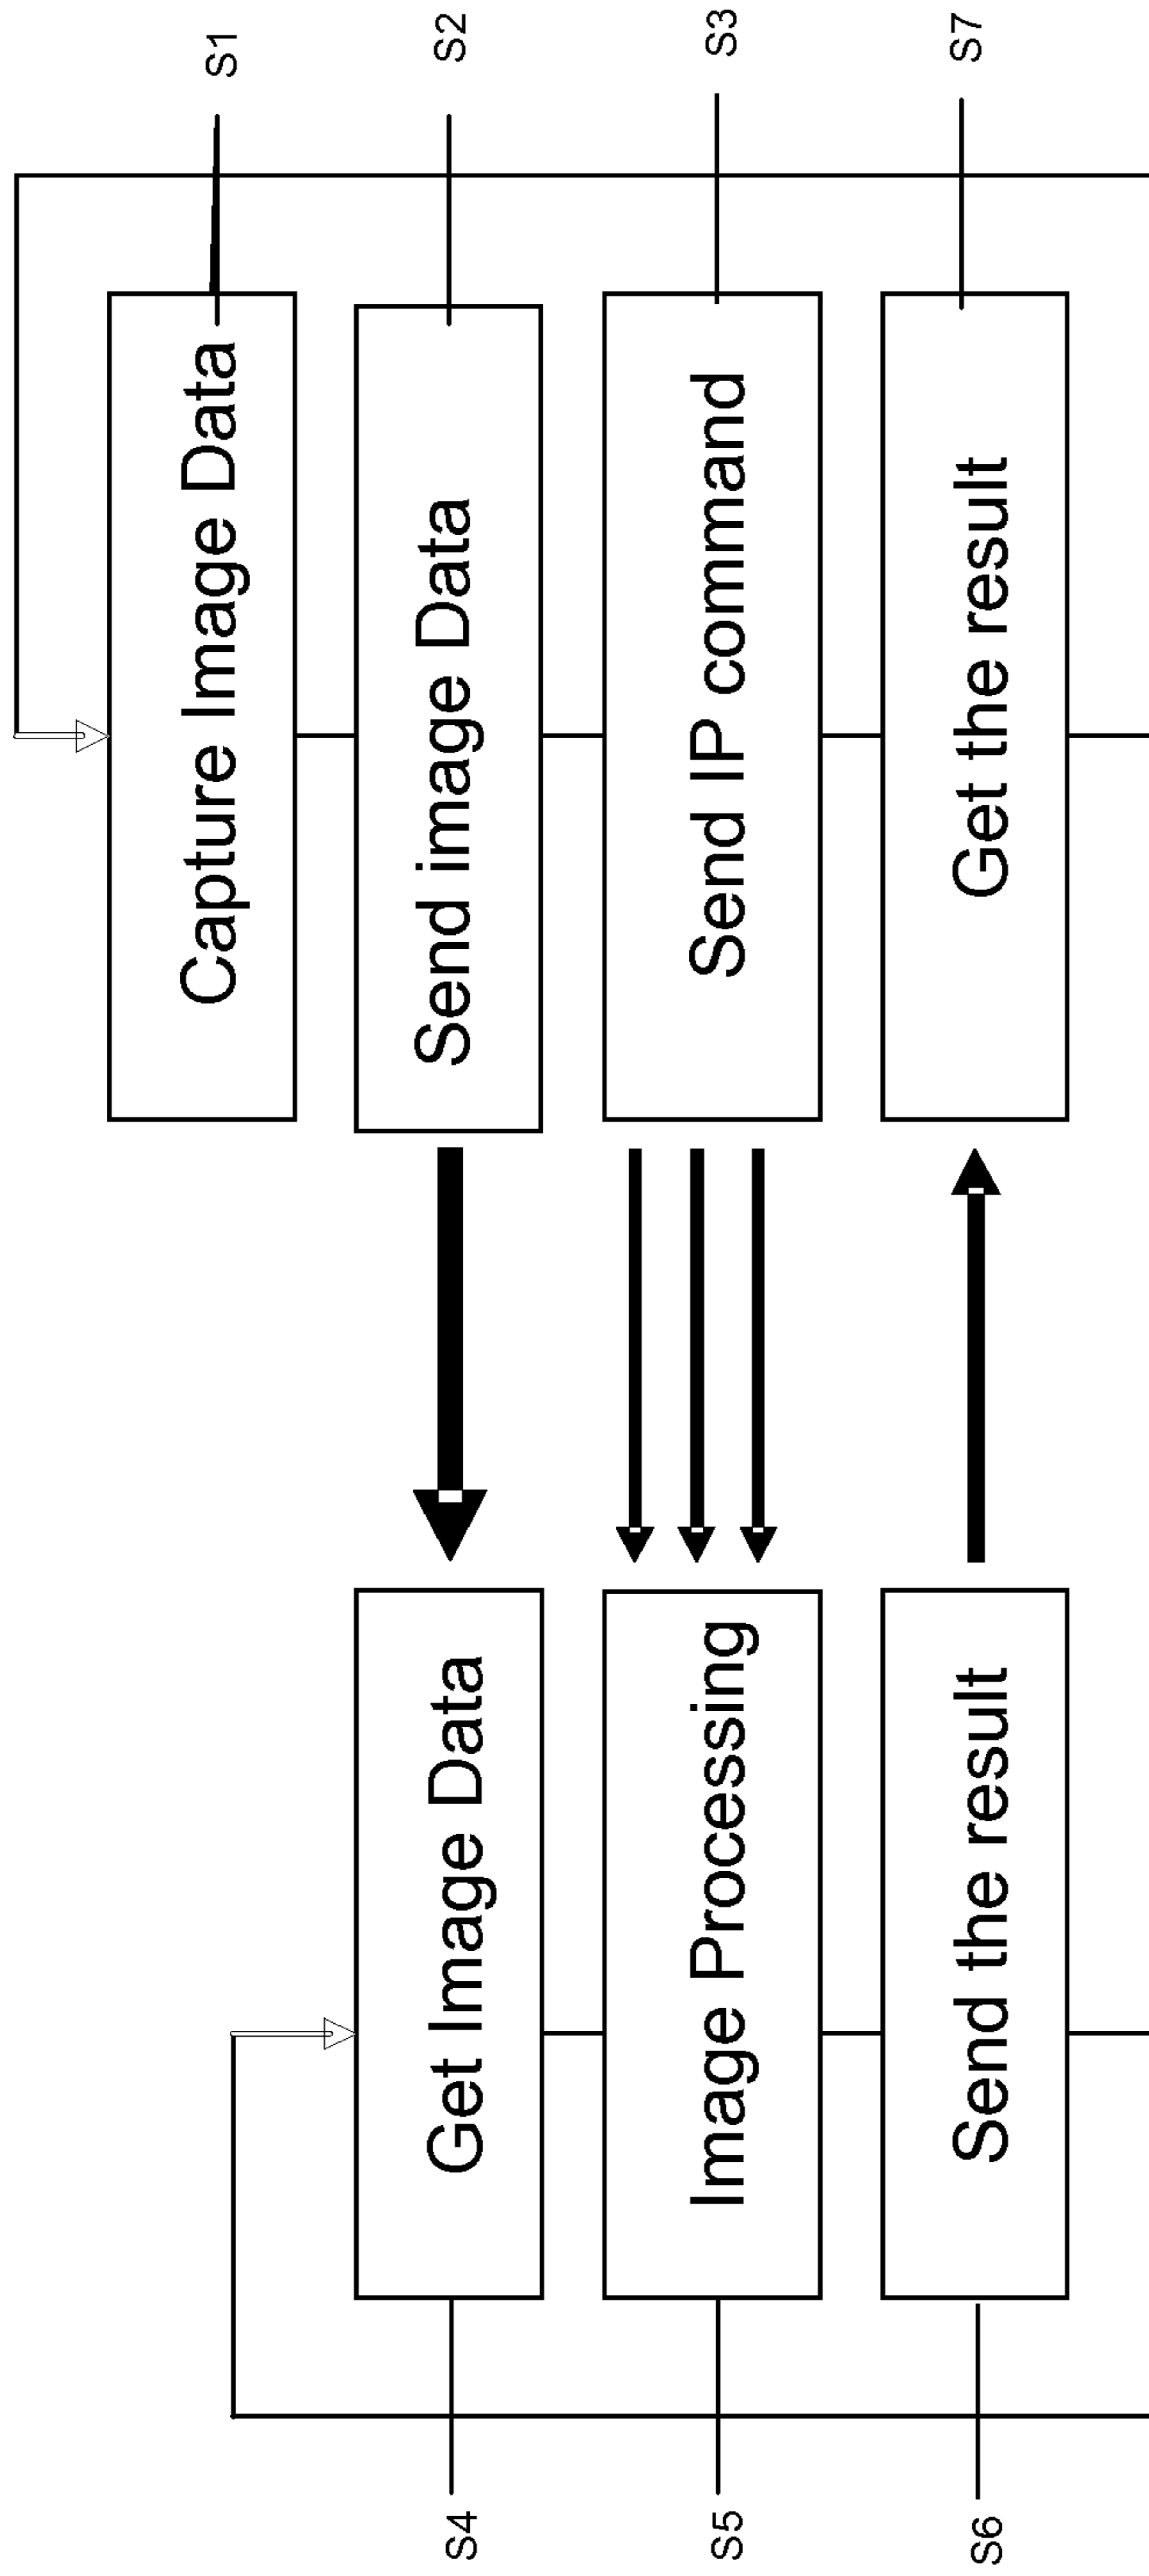 S1
Capture Image Data
S2
Send image Data
S3
Send IP command
S7
Get the result
S4
Get Image Data
S5
Image Processing
S6
Send the result